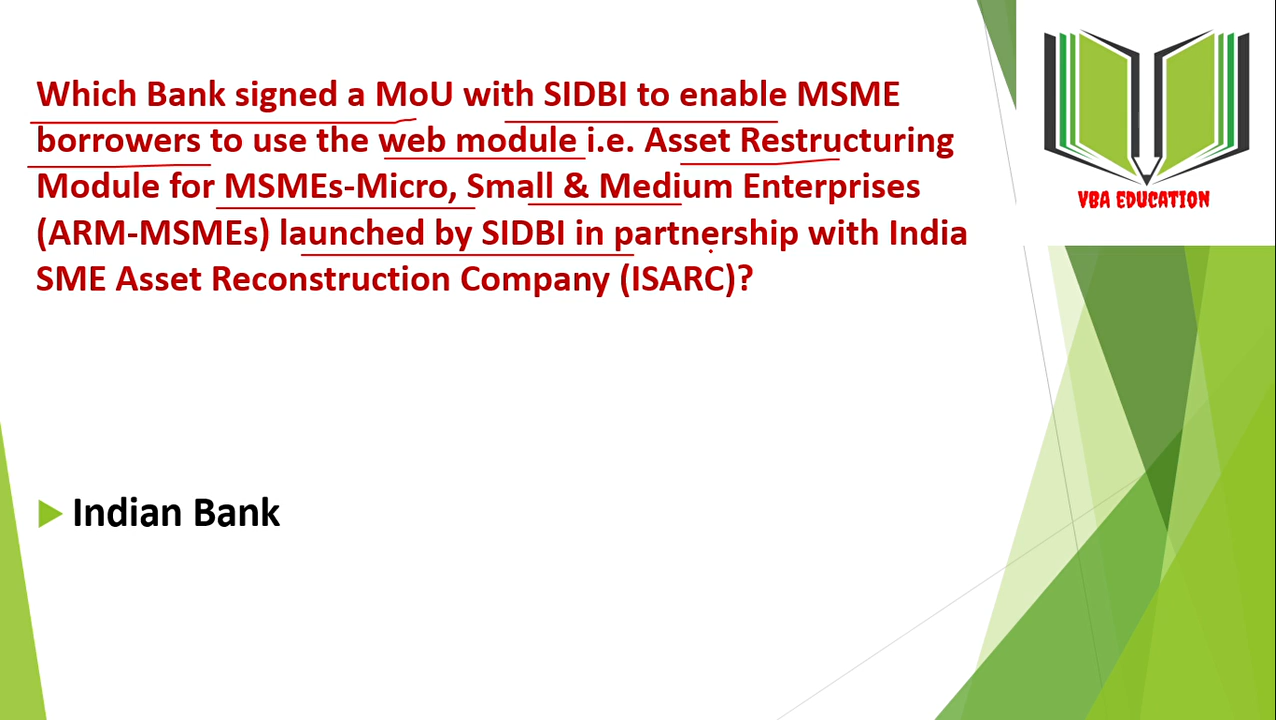 Which Bank signed a MoU with SIDBI to enable MSME
borrowers to use the web module i.e. Asset Restructuring
Module for MSMEs-Micro, Small & Medium Enterprises
(ARM-MSMEs) launched by SIDBI in partnership with India
SME Asset Reconstruction Company (ISARC)?
VBA EDUCATION
Indian Bank